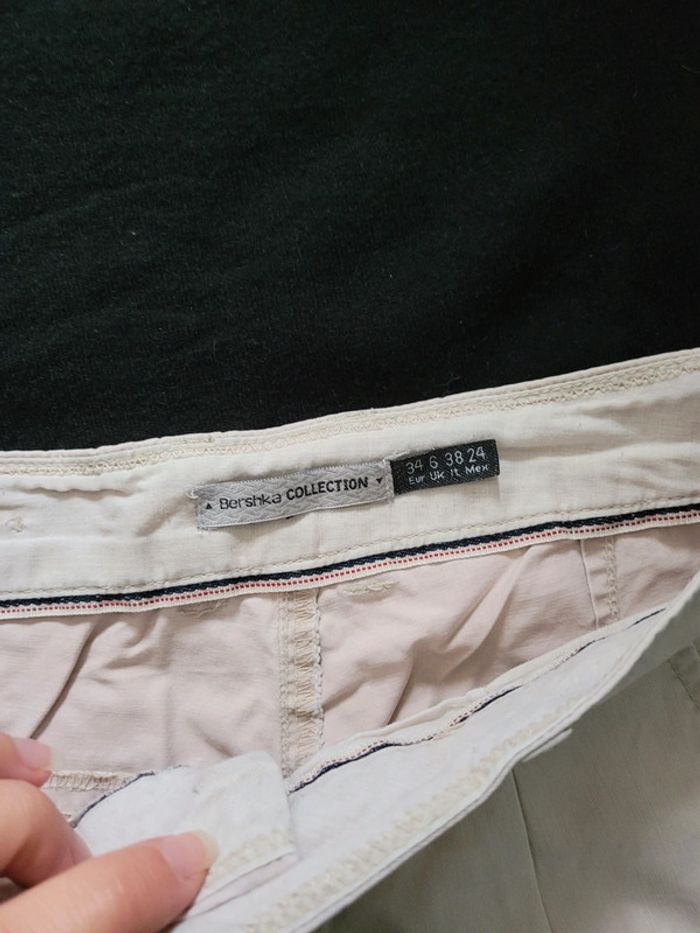 ▲ Bershka COLLECTION ▼
34 6 38 24
Eur Uk It Mex